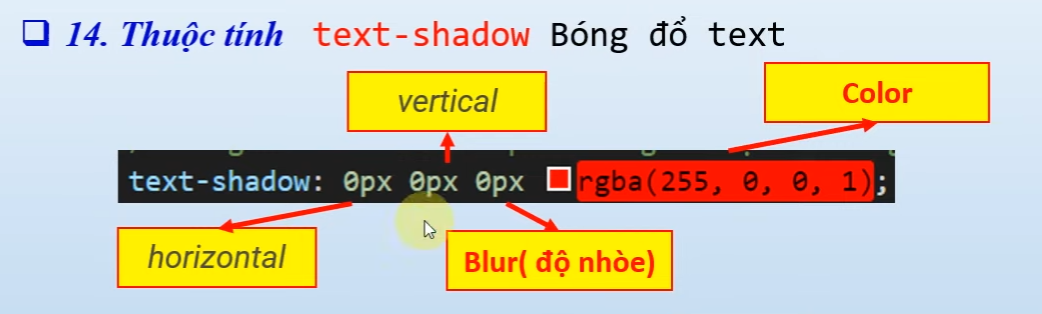 ❑ 14. Thuộc tính text-shadow Bóng đổ text
vertical
Color
text-shadow: 0px 0px 0px rgba(255, 0, 0, 1);
horizontal
Blur( độ nhòe)